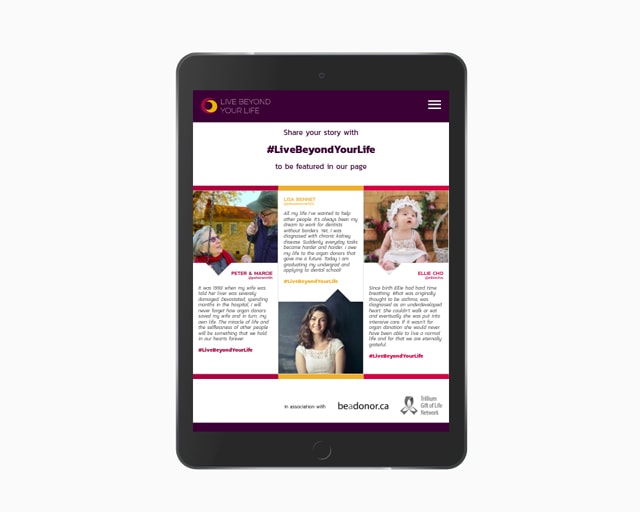 LIVE BEYOND
YOUR LIFE
Share your story with
#LiveBeyondYourLife
to be featured in our page
PETER & MARCIE
It was 1993 when my wife was
told her liver was severely
damaged. Devastated, spending
months in the hospital, I will
never forget how organ donors
saved my wife and in turn, my
own life. The miracle of life and
the selflessness of other people
will be something that we hold
in our hearts forever
#LiveBeyondYourLife
LISA BENNET
All my life I've wanted to help
other people. It's always been my
dream to work for dentists
without borders. Yet, I was
diagnosed with chronic kidney
disease. Suddenly everyday tasks
became harder and harder. I owe
my life to the organ donors that
gave me a future. Today I am
graduating my undergrad and
applying to dental school!
#LiveBeyondYourLife
ELLIE CHO
Since birth Ellie had hard time
breathing. What was originally
thought to be asthma, was
diagnosed as an underdeveloped
heart. She couldn't walk or eat
and eventually she was put into
intensive care. If it wasn't for
organ donation she would never
have been able to live a normal
life and for that we are eternally
grateful.
#LiveBeyondYourLife
in association with
beadonor.ca
Trillium
Gift of Life
Network